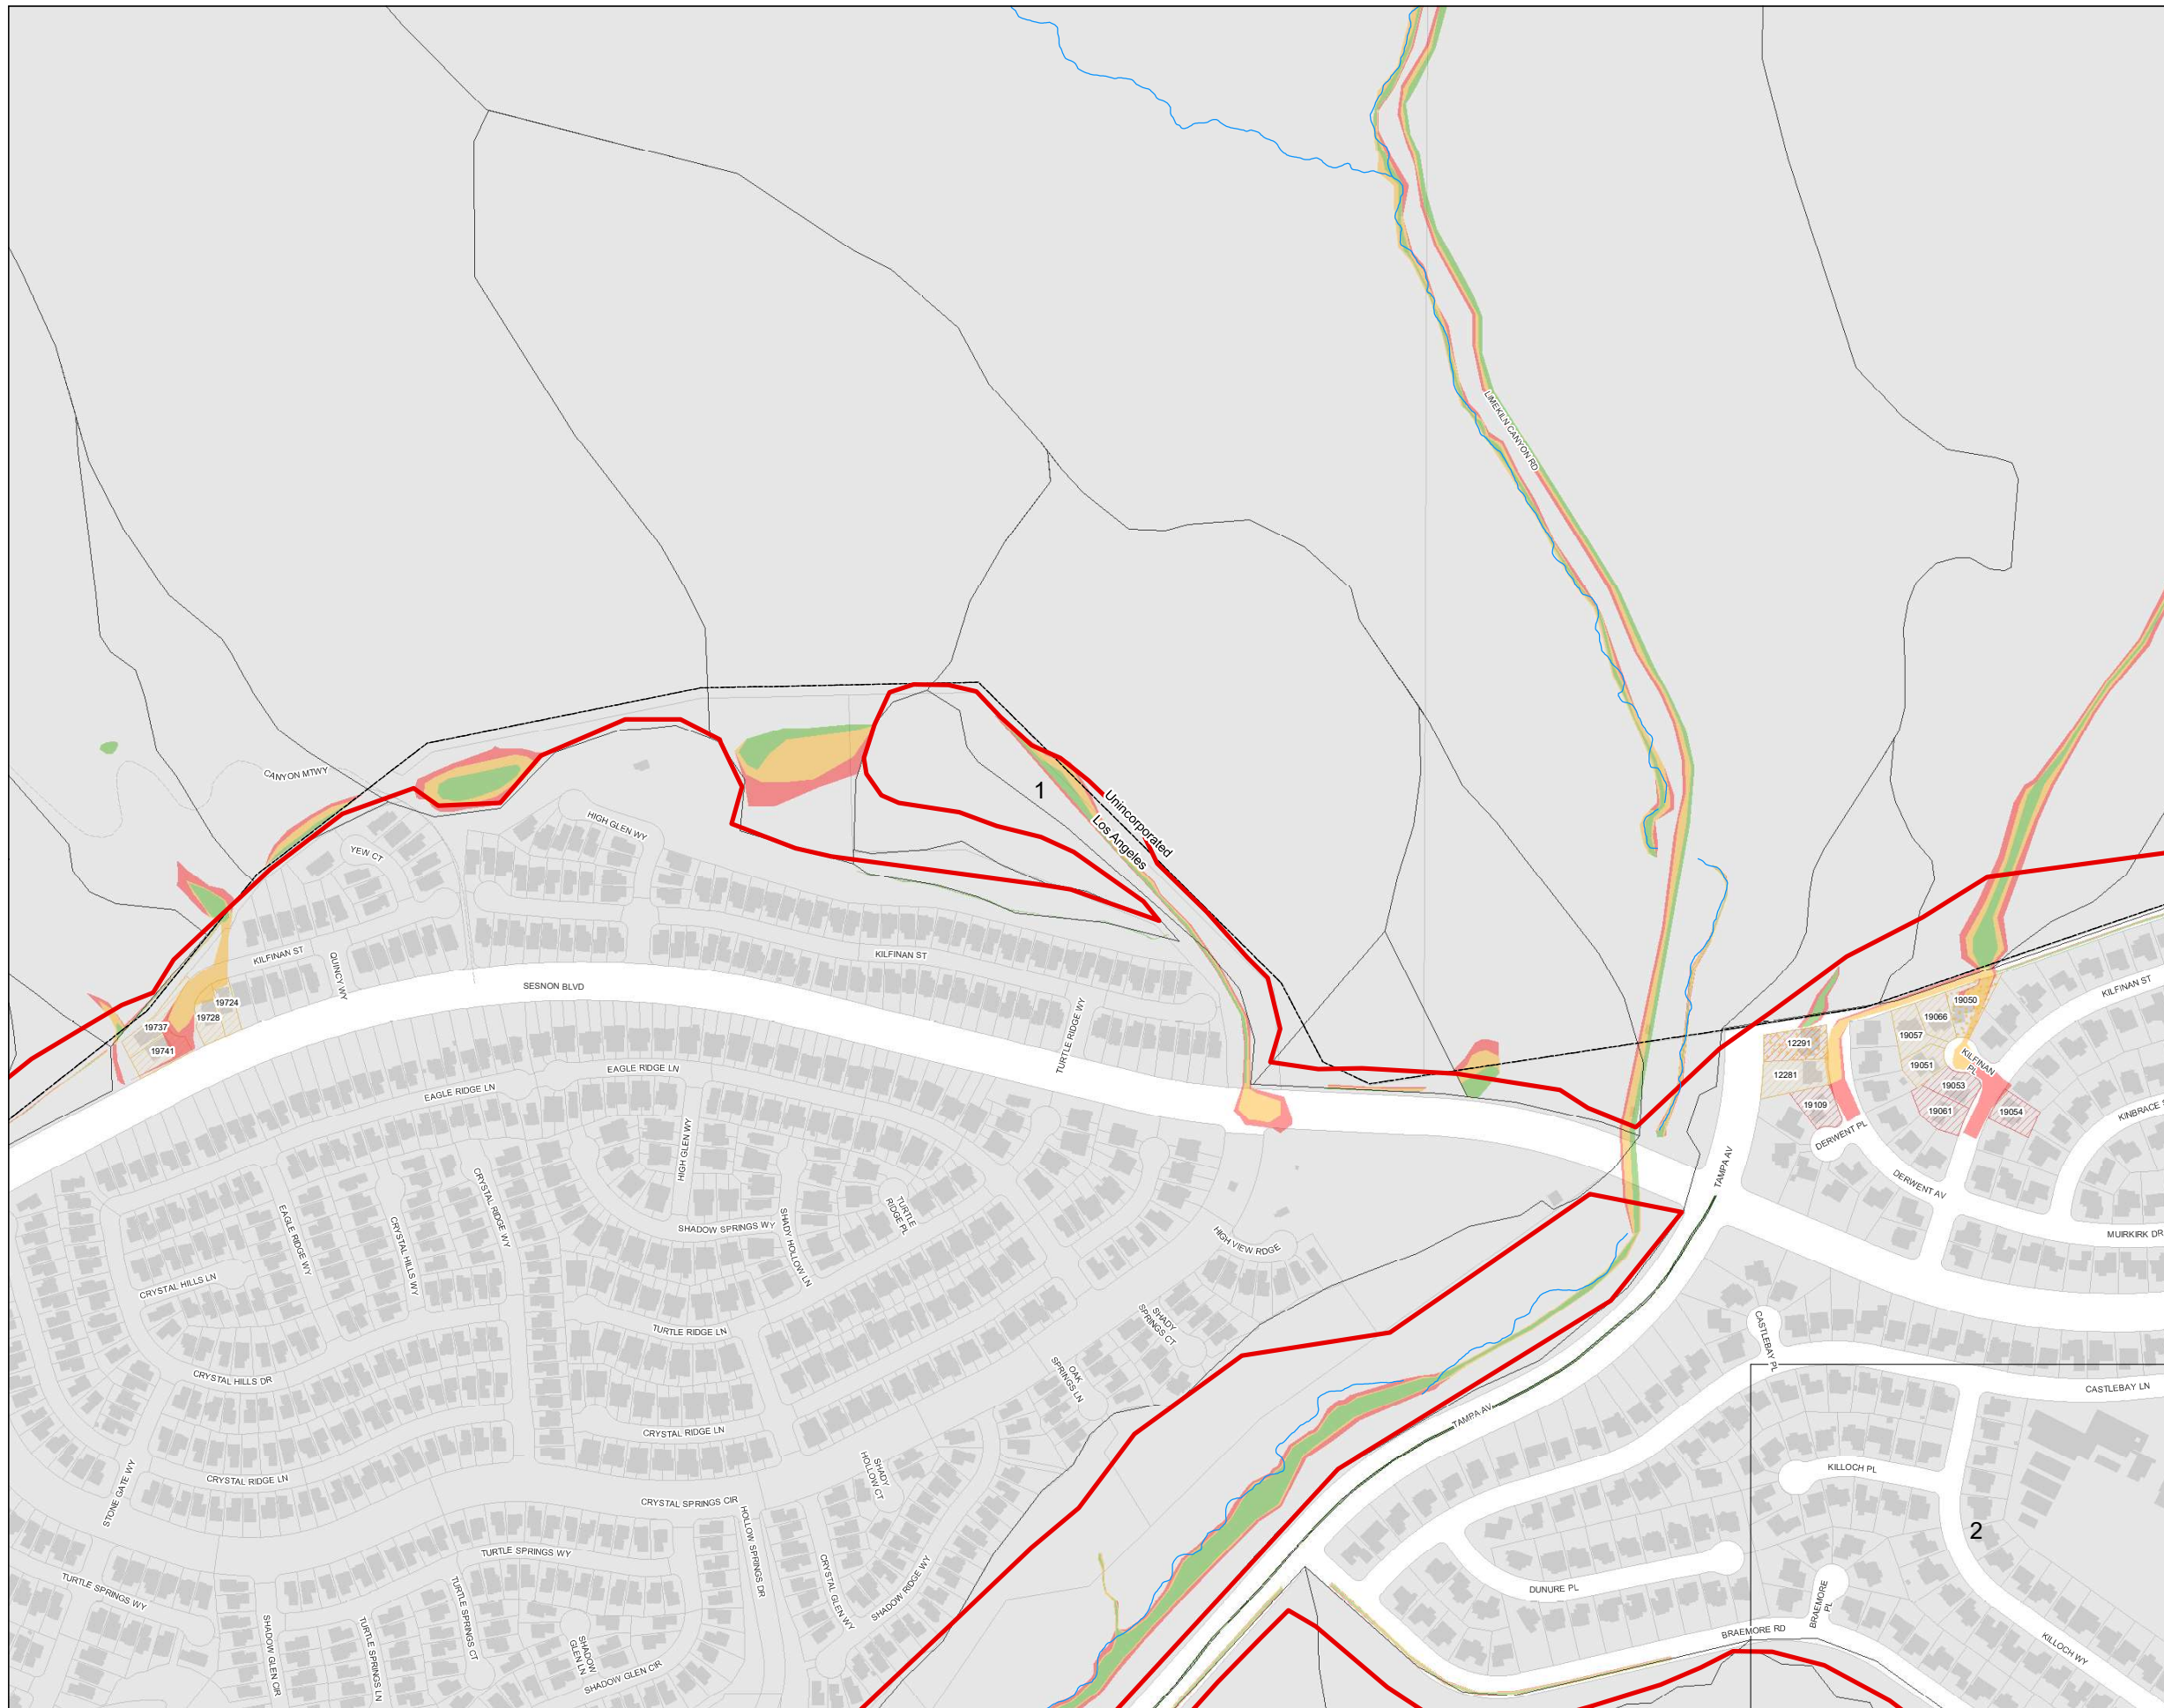 LIMEKILN CANYON RD
CANYON MTWY
1
Unincorporated
Los Angeles
HIGH GLEN WY
YEW CT
KILFINAN ST
QUINCY WY
KILFINAN ST
SESNON BLVD
TURTLE RIDGE WY
19724
19728
19737
19741
KILFINAN ST
19050
19066
19057
19051
KILFINAN
PL
19053
19061
19054
12291
12281
19109
DERWENT PL
DERWENT AV
KINBRACE S
MUIRKIRK DR
TAMPA AV
EAGLE RIDGE LN
EAGLE RIDGE LN
HIGH GLEN WY
CRYSTAL RIDGE WY
EAGLE RIDGE WY
CRYSTAL HILLS WY
SHADOW SPRINGS WY
SHADY HOLLOW LN
TURTLE
RIDGE PL
HIGH VIEW RDGE
CRYSTAL HILLS LN
TURTLE RIDGE LN
SHADY
SPRINGS CT
OAK
SPRINGS LN
CRYSTAL HILLS DR
CASTLEBAY PL
CASTLEBAY LN
TAMPA AV
CRYSTAL RIDGE LN
CRYSTAL RIDGE LN
SHADY
HOLLOW CT
STONE GATE WY
CRYSTAL SPRINGS CIR
HOLLOW SPRINGS DR
KILLOCH PL
2
TURTLE SPRINGS WY
TURTLE SPRINGS WY
TURTLE SPRINGS CT
CRYSTAL GLEN WY
SHADOW RIDGE WY
DUNURE PL
BRAEMORE
PL
BRAEMORE RD
KILLOCH WY
SHADOW GLEN CIR
TURTLE SPRINGS LN
SHADOW
GLEN LN
SHADOW GLEN CIR